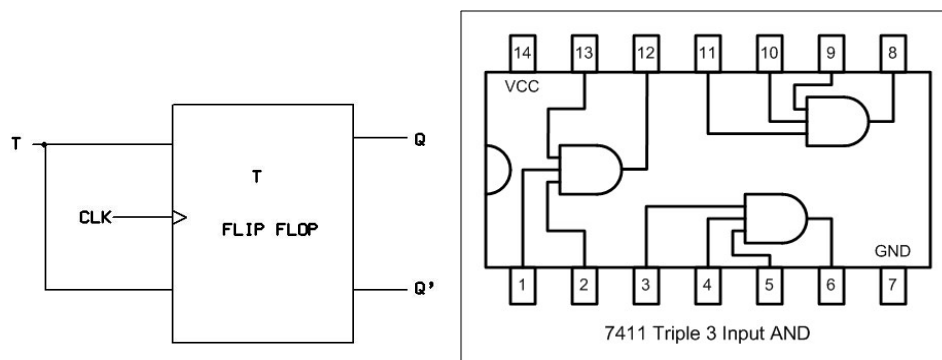 T
CLK
T
FLIP FLOP
Q
Q'
14 13 12 11 10 9 8
VCC
GND
1 2 3 4 5 6 7
7411 Triple 3 Input AND